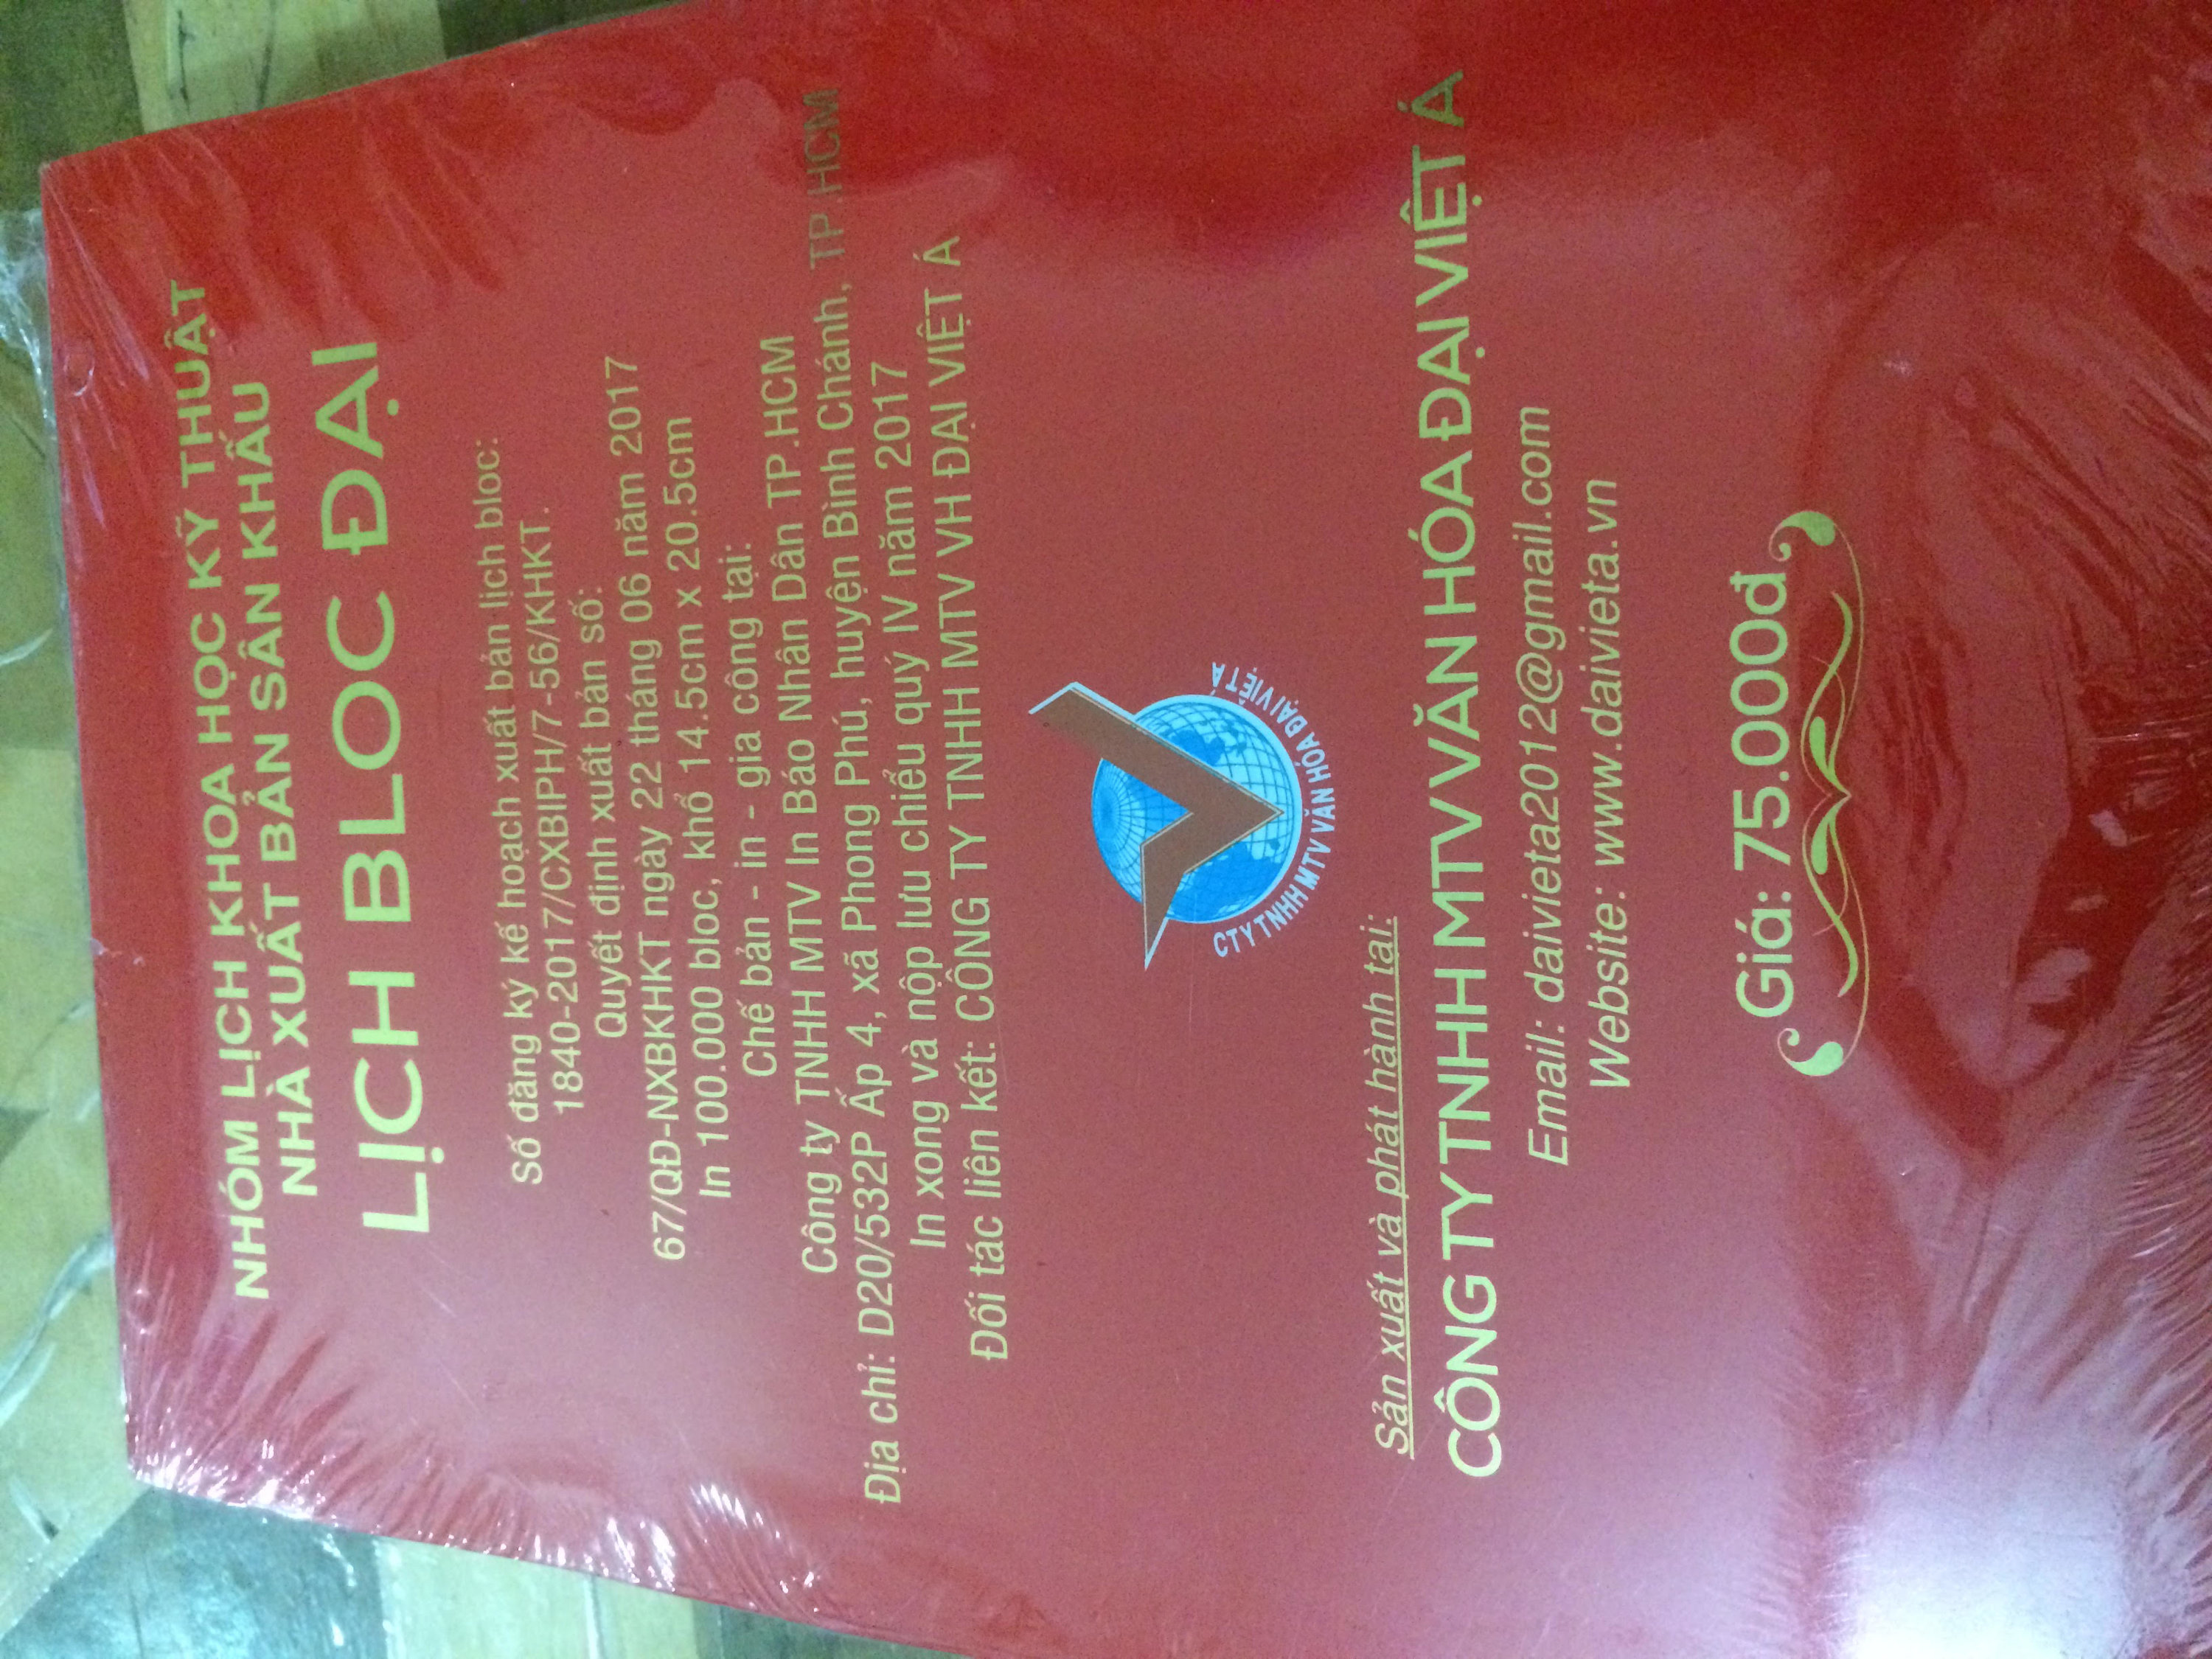 NHÓM LỊCH KHOA HỌC KỸ THUẬT
NHÀ XUẤT BẢN SÂN KHẤU
LỊCH BLOC ĐẠI
Số đăng ký kế hoạch xuất bản lịch bloc:
1840-2017/CXBIPH/7-56/KHKT.
Quyết định xuất bản số:
67/QĐ-NXBKHKT ngày 22 tháng 06 năm 2017
In 100.000 bloc, khổ 14.5cm x 20.5cm
Chế bản - in - gia công tại:
Công ty TNHH MTV In Báo Nhân Dân TP.HCM
Địa chỉ: D20/532P Ấp 4, xã Phong Phú, huyện Bình Chánh, TP.HCM
In xong và nộp lưu chiểu quý IV năm 2017
Đối tác liên kết: CÔNG TY TNHH MTV VH ĐẠI VIỆT Á
CTY TNHH MTV VĂN HÓA ĐẠI VIỆT Á
Sản xuất và phát hành tại:
CÔNG TY TNHH MTV VĂN HÓA ĐẠI VIỆT Á
Email: daivieta2012@gmail.com
Website: www.daivieta.vn
Giá: 75.000đ